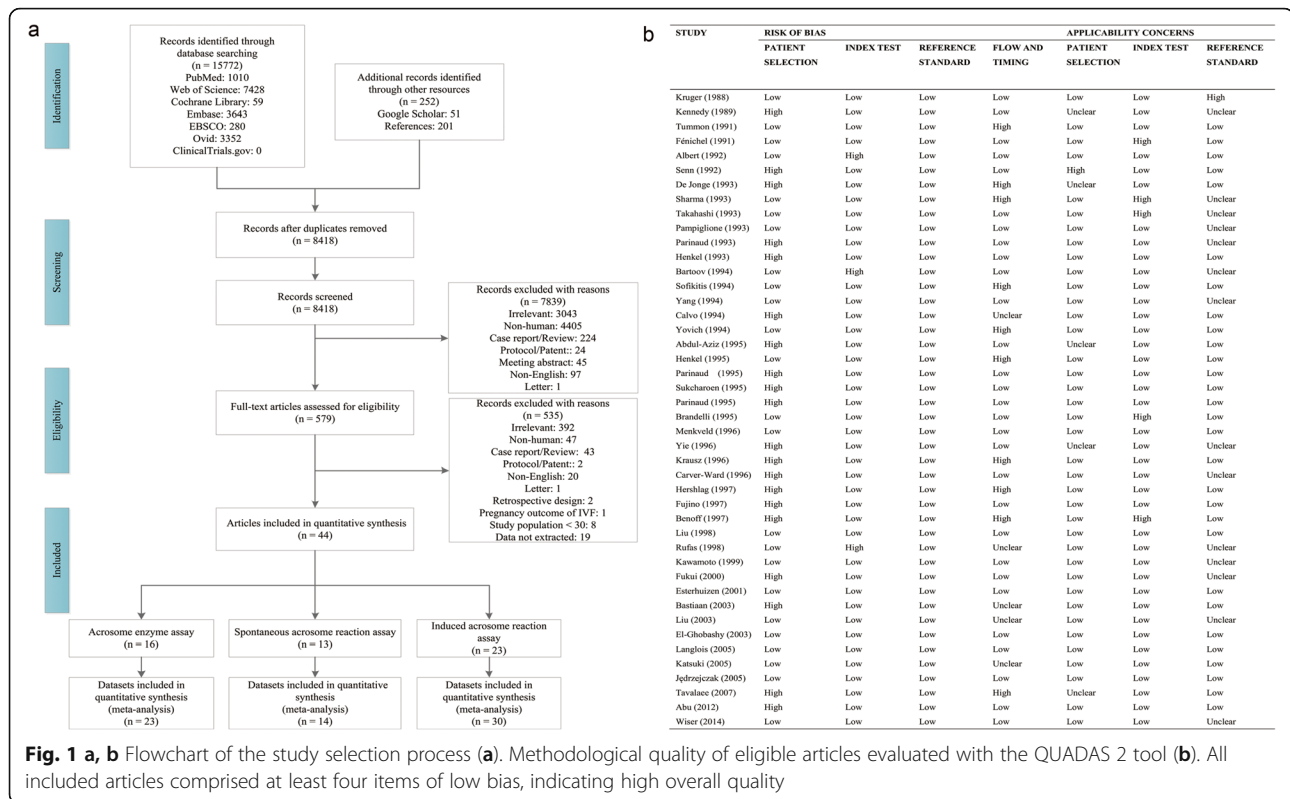 a
Identification
Records identified through
database searching
(n = 15772)
PubMed: 1010
Web of Science: 7428
Cochrane Library: 59
Embase: 3643
EBSCO: 280
Ovid: 3352
ClinicalTrials.gov: 0
Additional records identified
through other resources
(n = 252)
Google Scholar: 51
References: 201
Screening
Records after duplicates removed
(n = 8418)
Records screened
(n = 8418)
Records excluded with reasons
(n = 7839)
Irrelevant: 3043
Non-human: 4405
Case report/Review: 224
Protocol/Patent:: 24
Meeting abstract: 45
Non-English: 97
Letter: 1
Eligibility
Full-text articles assessed for eligibility
(n = 579)
Records excluded with reasons
(n = 535)
Irrelevant: 392
Non-human: 47
Case report/Review: 43
Protocol/Patent:: 2
Non-English: 20
Letter: 1
Retrospective design: 2
Pregnancy outcome of IVF: 1
Study population < 30: 8
Data not extracted: 19
Articles included in quantitative synthesis
(n = 44)
Included
Acrosome enzyme assay
(n = 16)
Spontaneous acrosome reaction assay
(n = 13)
Induced acrosome reaction
assay
(n = 23)
Datasets included in
quantitative synthesis
(meta-analysis)
(n = 23)
Datasets included in quantitative
synthesis
(meta-analysis)
(n = 14)
Datasets included in
quantitative synthesis
(meta-analysis)
(n = 30)
b
STUDY RISK OF BIAS APPLICABILITY CONCERNS
PATIENT SELECTION INDEX TEST REFERENCE STANDARD FLOW AND TIMING PATIENT SELECTION INDEX TEST REFERENCE STANDARD
Kruger (1988) Low Low Low Low Low Low High
Kennedy (1989) High Low Low Low Unclear Low Unclear
Tummon (1991) Low Low Low High Low Low Low
Fénichel (1991) Low Low Low Low Low High Low
Albert (1992) Low High Low Low Low Low Low
Senn (1992) High Low Low Low High Low Low
De Jonge (1993) High Low Low High Unclear Low Low
Sharma (1993) Low Low Low High Low High Unclear
Takahashi (1993) Low Low Low Low Low High Unclear
Pampiglione (1993) Low Low Low Low Low Low Unclear
Parinaud (1993) High Low Low Low Low Low Unclear
Henkel (1993) High Low Low Low Low Low Low
Bartoov (1994) Low High Low Low Low Low Unclear
Sofikitis (1994) Low Low Low High Low Low Low
Yang (1994) Low Low Low Low Low Low Unclear
Calvo (1994) High Low Low Unclear Low Low Low
Yovich (1994) Low Low Low High Low Low Low
Abdul-Aziz (1995) High Low Low Low Unclear Low Low
Henkel (1995) Low Low Low High Low Low Low
Parinaud (1995) High Low Low Low Low Low Low
Sukcharoen (1995) High Low Low Low Low Low Low
Parinaud (1995) High Low Low Low Low Low Low
Brandelli (1995) Low Low Low Low Low High Low
Menkveld (1996) Low Low Low Low Low Low Low
Yie (1996) High Low Low Low Unclear Low Unclear
Krausz (1996) High Low Low High Low Low Low
Carver-Ward (1996) High Low Low Low Low Low Unclear
Hershlag (1997) High Low Low High Low Low Low
Fujino (1997) High Low Low Low Low Low Low
Benoff (1997) High Low Low High Low High Low
Liu (1998) Low Low Low Low Low Low Low
Rufas (1998) Low High Low Unclear Low Low Unclear
Kawamoto (1999) Low Low Low Low Low Low Unclear
Fukui (2000) High Low Low Low Low Low Unclear
Esterhuizen (2001) Low Low Low Low Low Low Low
Bastiaan (2003) High Low Low Unclear Low Low Low
Liu (2003) Low Low Low Unclear Low Low Unclear
El-Ghobashy (2003) Low Low Low Low Low Low Low
Langlois (2005) Low Low Low Low Low Low Low
Katsuki (2005) Low Low Low Unclear Low Low Low
Jędrzejczak (2005) Low Low Low Low Low Low Low
Tavalaee (2007) High Low Low High Unclear Low Low
Abu (2012) High Low Low Low Low Low Low
Wiser (2014) Low Low Low Low Low Low Unclear
Fig. 1 a, b Flowchart of the study selection process (a). Methodological quality of eligible articles evaluated with the QUADAS 2 tool (b). All
included articles comprised at least four items of low bias, indicating high overall quality